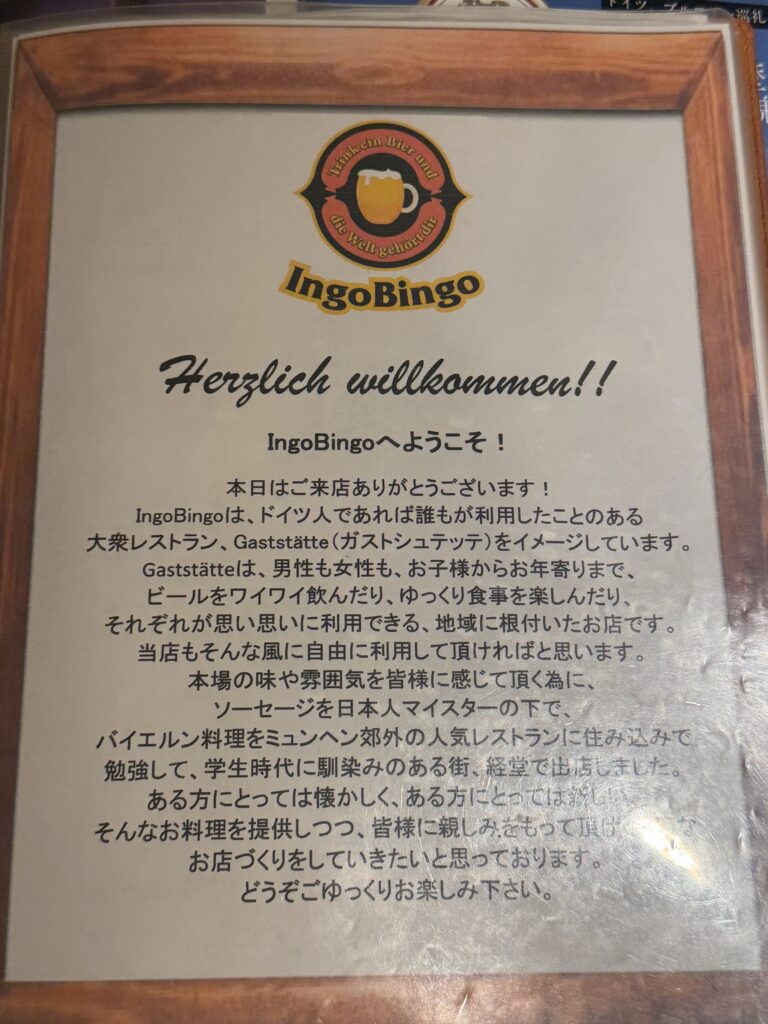 Trink ein Bier und
die Welt gehört dir
IngoBingo
Herzlich willkommen!!
IngoBingoへようこそ！
本日はご来店ありがとうございます！
IngoBingoは、ドイツ人であれば誰もが利用したことのある
大衆レストラン、Gaststätte（ガストシュテッテ）をイメージしています。
Gaststätteは、男性も女性も、お子様からお年寄りまで、
ビールをワイワイ飲んだり、ゆっくり食事を楽しんだり、
それぞれが思い思いに利用できる、地域に根付いたお店です。
当店もそんな風に自由に利用して頂ければと思います。
本場の味や雰囲気を皆様に感じて頂く為に、
ソーセージを日本人マイスターの下で、
バイエルン料理をミュンヘン郊外の人気レストランに住み込みで
勉強して、学生時代に馴染みのある街、経堂で出店しました。
ある方にとっては懐かしく、ある方にとっては新し
そんなお料理を提供しつつ、皆様に親しみをもって頂け な
お店づくりをしていきたいと思っております。
どうぞごゆっくりお楽しみ下さい。